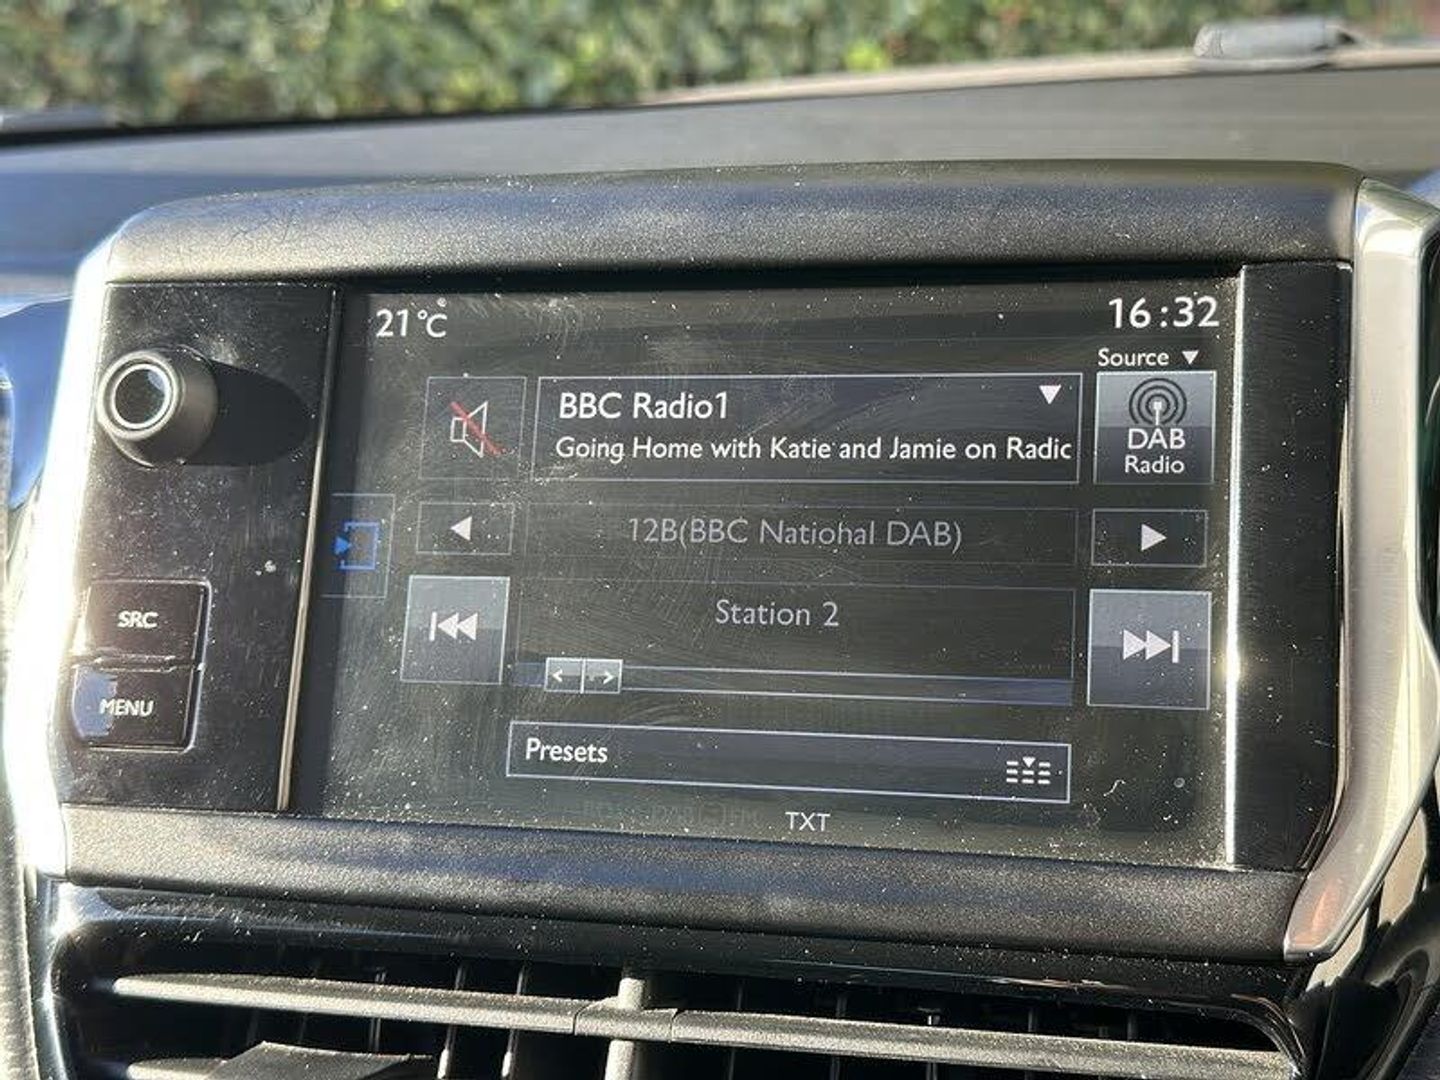 21°C
16:32
Source
BBC Radio1
Going Home with Katie and Jamie on Radic
DAB
Radio
12B(BBC National DAB)
SRC
Station 2
MENU
Presets
TXT